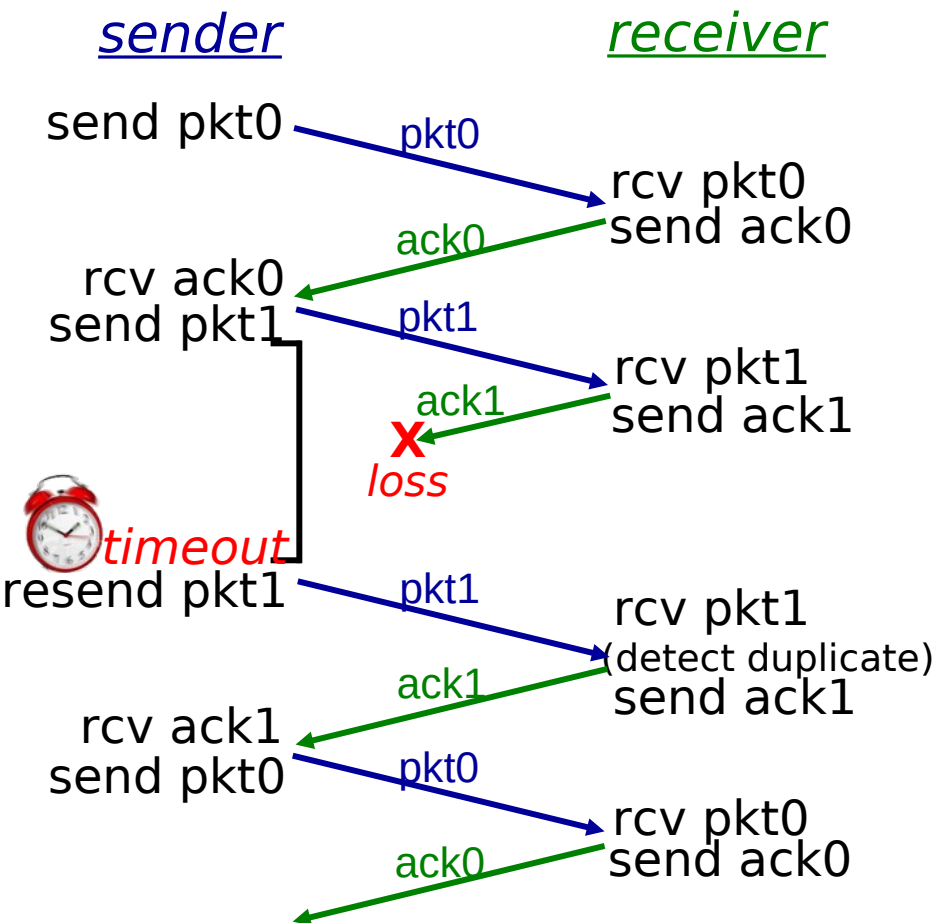 sender
receiver
send pkt0
pkt0
rcv pkt0
send ack0
ack0
rcv ack0
send pkt1
pkt1
rcv pkt1
send ack1
ack1
X
loss
timeout
resend pkt1
pkt1
rcv pkt1
(detect duplicate)
send ack1
ack1
rcv ack1
send pkt0
pkt0
rcv pkt0
send ack0
ack0